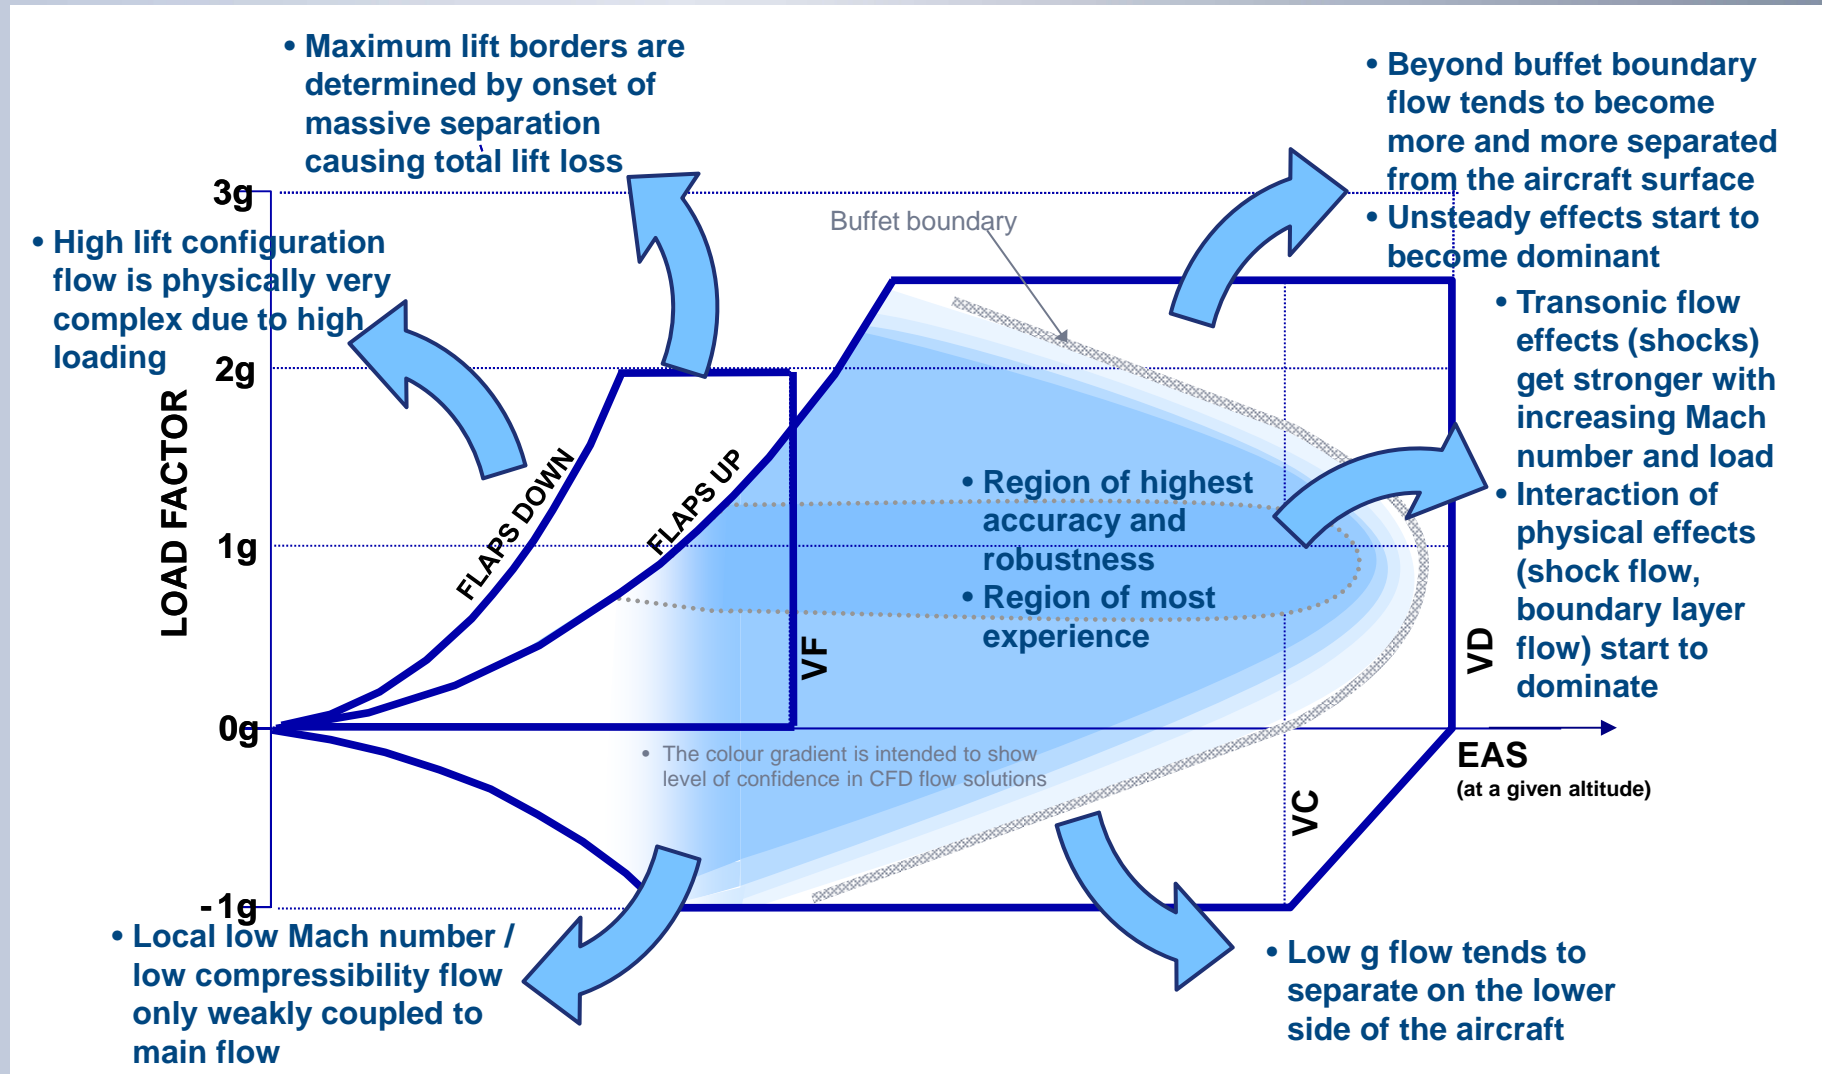 • Maximum lift borders are
determined by onset of
massive separation
causing total lift loss
• Beyond buffet boundary
flow tends to become
more and more separated
from the aircraft surface
• Unsteady effects start to
become dominant
3g
Buffet boundary
• High lift configuration
flow is physically very
complex due to high
loading
• Transonic flow
effects (shocks)
get stronger with
increasing Mach
number and load
• Interaction of
physical effects
(shock flow,
boundary layer
flow) start to
dominate
2g
LOAD FACTOR
FLAPS DOWN
FLAPS UP
• Region of highest
accuracy and
robustness
• Region of most
experience
1g
VF
VD
0g
• The colour gradient is intended to show
level of confidence in CFD flow solutions
EAS
(at a given altitude)
VC
-1g
• Local low Mach number /
low compressibility flow
only weakly coupled to
main flow
• Low g flow tends to
separate on the lower
side of the aircraft